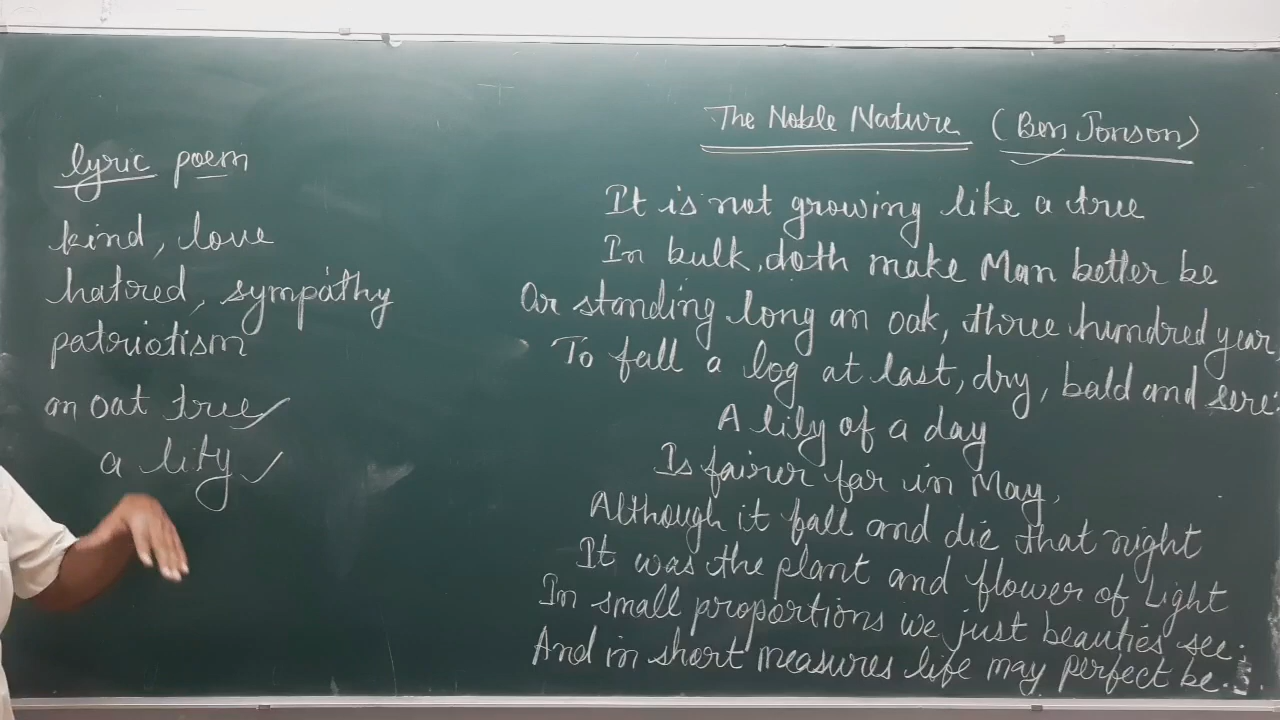 lyric poem
kind, love
hatred, sympathy
patriotism
an oat tree
a lity
The Noble Nature (Ben Jonson)
It is not growing like a tree
In bulk, doth make Man better be
Or standing long an oak, three hundred year
To fall a log at last, dry, bald and sere:
A lily of a day
Is fairer far in May,
Although it fall and die that night
It was the plant and flower of Light
In small proportions we just beauties see.
And in short measures life may perfect be.